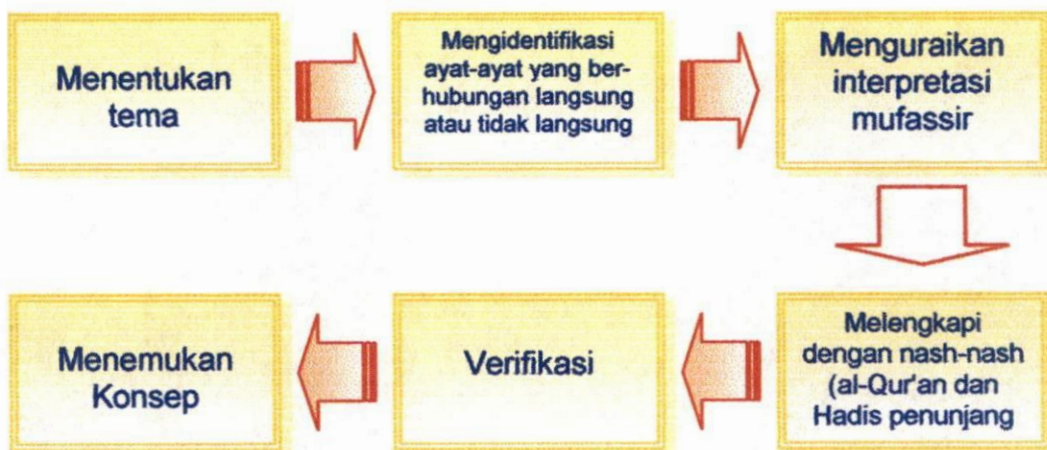 Menentukan
tema
Mengidentifikasi
ayat-ayat yang ber-
hubungan langsung
atau tidak langsung
Menguraikan
interpretasi
mufassir
Melengkapi
dengan nash-nash
(al-Qur'an dan
Hadis penunjang
Verifikasi
Menemukan
Konsep